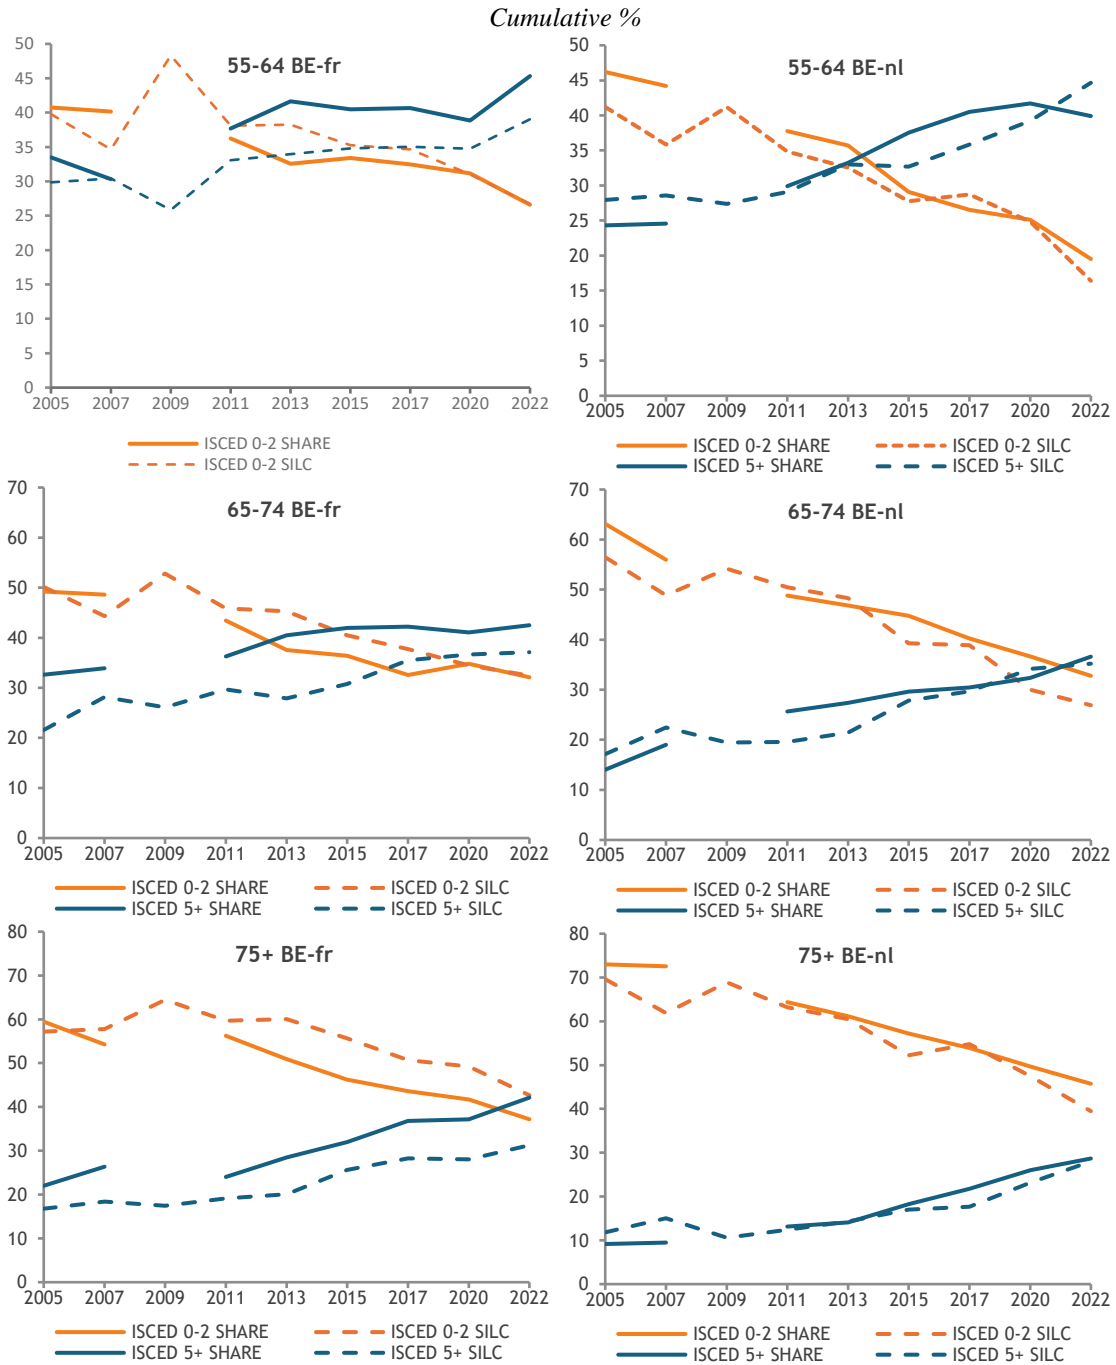 Cumulative %
55-64 BE-fr
50
45
40
35
30
25
20
15
10
5
0
2005 2007 2009 2011 2013 2015 2017 2020 2022
ISCED 0-2 SHARE
ISCED 0-2 SILC
55-64 BE-nl
50
45
40
35
30
25
20
15
10
5
0
2005 2007 2009 2011 2013 2015 2017 2020 2022
ISCED 0-2 SHARE ISCED 0-2 SILC
ISCED 5+ SHARE ISCED 5+ SILC
65-74 BE-fr
70
60
50
40
30
20
10
0
2005 2007 2009 2011 2013 2015 2017 2020 2022
ISCED 0-2 SHARE ISCED 0-2 SILC
ISCED 5+ SHARE ISCED 5+ SILC
65-74 BE-nl
70
60
50
40
30
20
10
0
2005 2007 2009 2011 2013 2015 2017 2020 2022
ISCED 0-2 SHARE ISCED 0-2 SILC
ISCED 5+ SHARE ISCED 5+ SILC
75+ BE-fr
80
70
60
50
40
30
20
10
0
2005 2007 2009 2011 2013 2015 2017 2020 2022
ISCED 0-2 SHARE ISCED 0-2 SILC
ISCED 5+ SHARE ISCED 5+ SILC
75+ BE-nl
80
70
60
50
40
30
20
10
0
2005 2007 2009 2011 2013 2015 2017 2020 2022
ISCED 0-2 SHARE ISCED 0-2 SILC
ISCED 5+ SHARE ISCED 5+ SILC